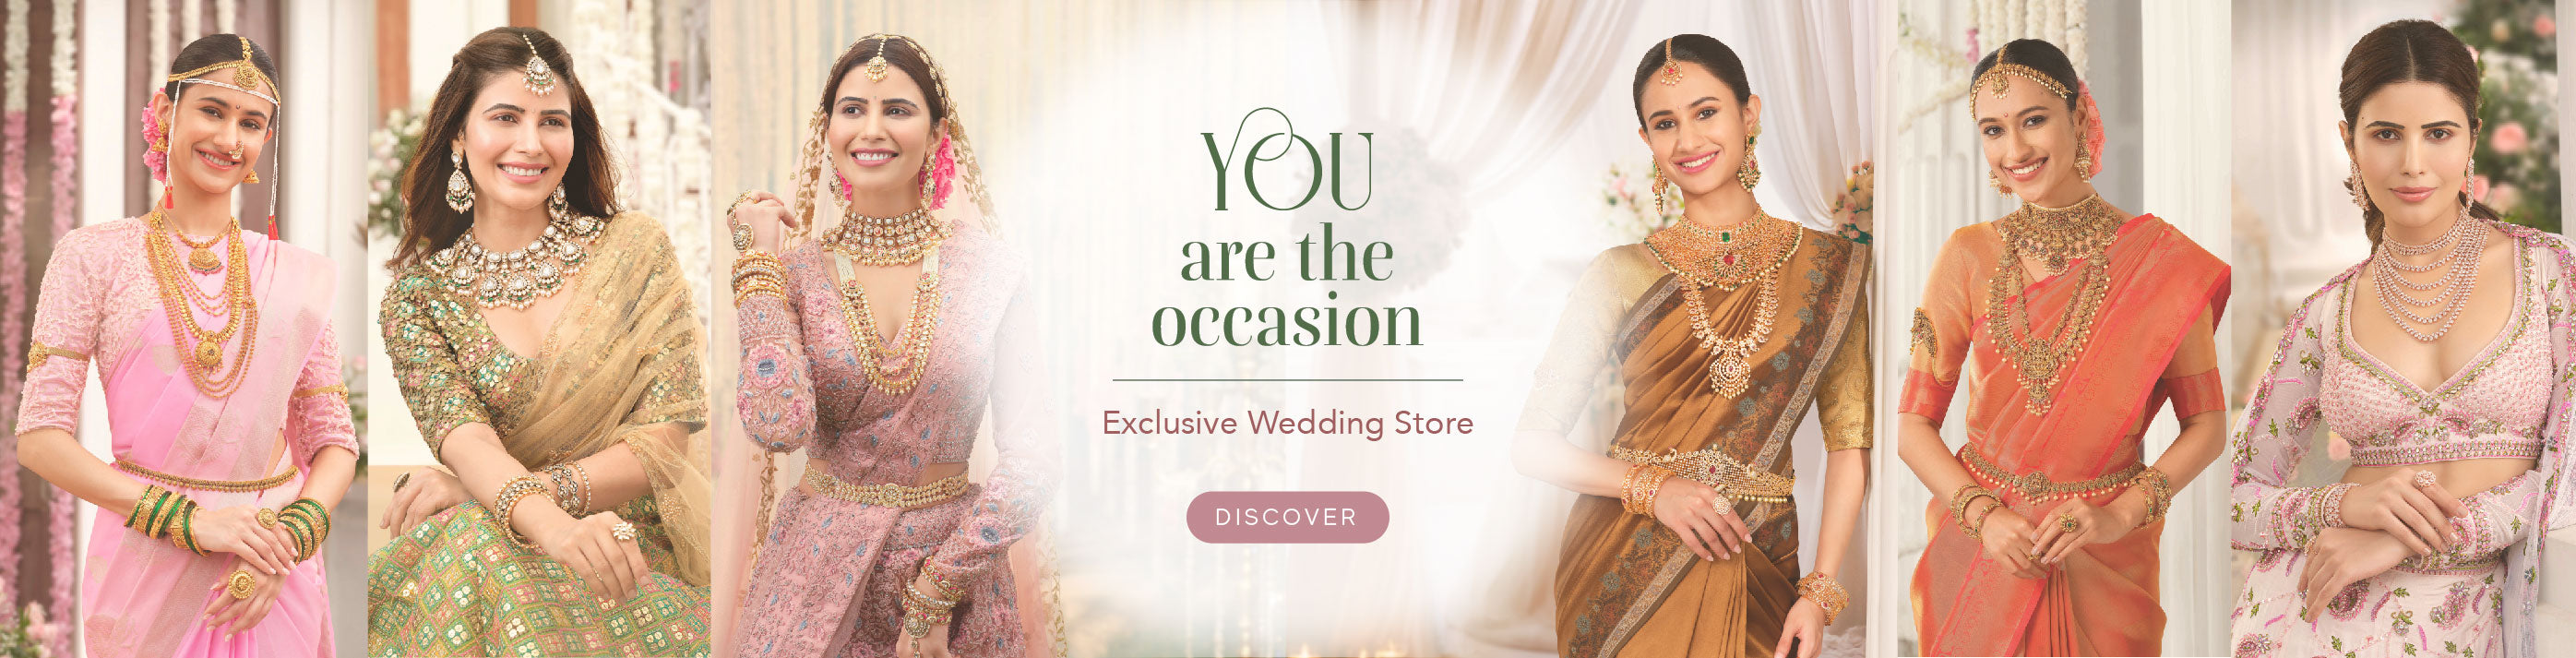 YOU
are the
occasion
Exclusive Wedding Store
DISCOVER